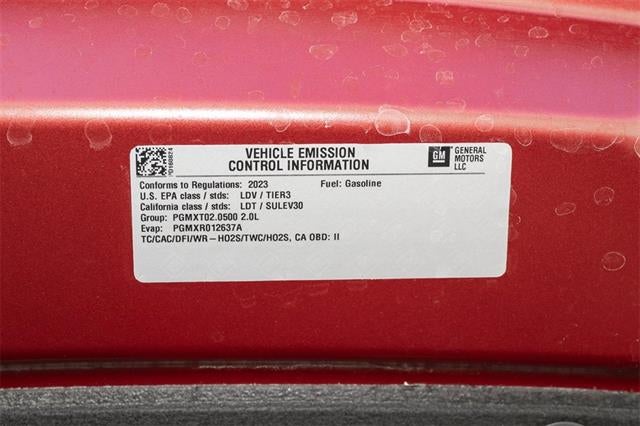 VEHICLE EMISSION
CONTROL INFORMATION
GM GENERAL
MOTORS
LLC
Conforms to Regulations: 2023 Fuel: Gasoline
U.S. EPA class / stds: LDV / TIER3
California class / stds: LDT / SULEV30
Group: PGMXT02.0500 2.0L
Evap: PGMXR012637A
TC/CAC/DFI/WR-HO2S/TWC/HO2S, CA OBD: II